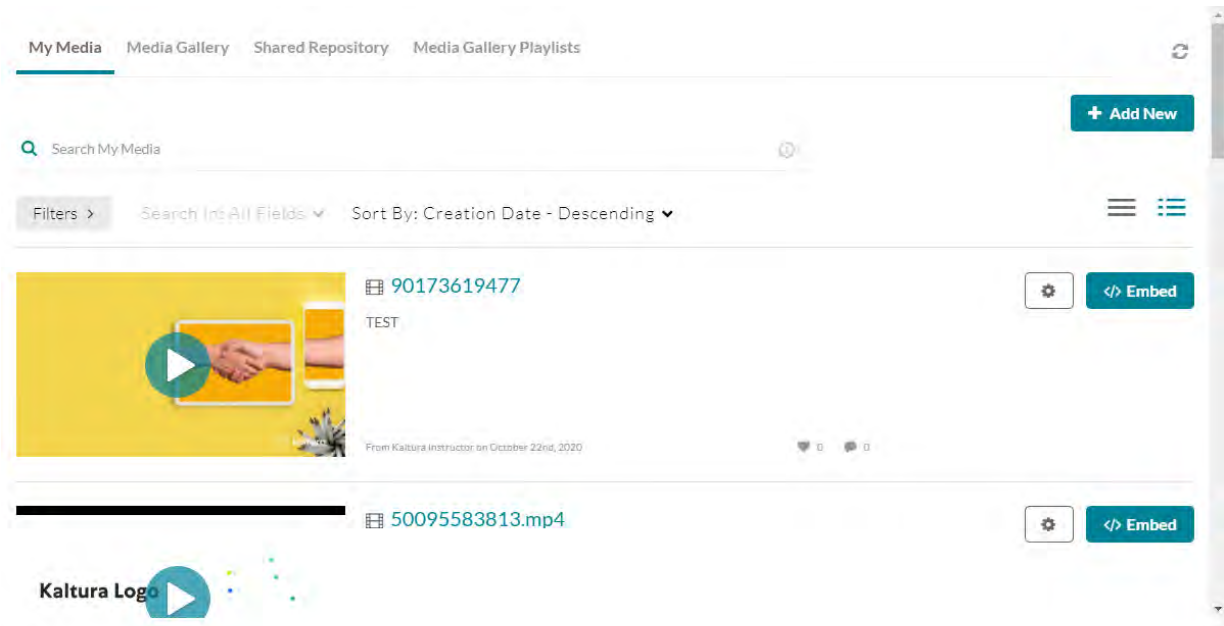 My Media Media Gallery Shared Repository Media Gallery Playlists
+ Add New
Search My Media
Filters > Search In: All Fields Sort By: Creation Date - Descending
90173619477
</> Embed
TEST
From Kaltura Instructor on October 22nd, 2020 0 0
50095583813.mp4
</> Embed
Kaltura Logo